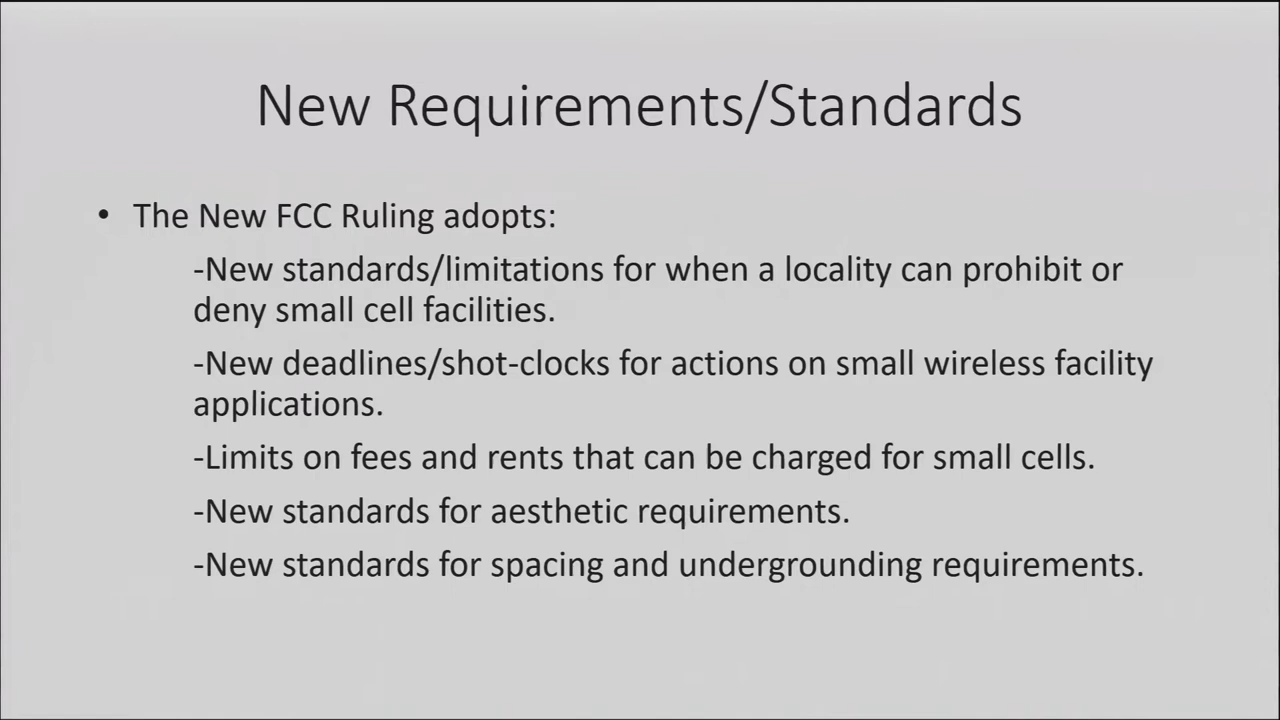 New Requirements/Standards
• The New FCC Ruling adopts:
-New standards/limitations for when a locality can prohibit or
deny small cell facilities.
-New deadlines/shot-clocks for actions on small wireless facility
applications.
-Limits on fees and rents that can be charged for small cells.
-New standards for aesthetic requirements.
-New standards for spacing and undergrounding requirements.